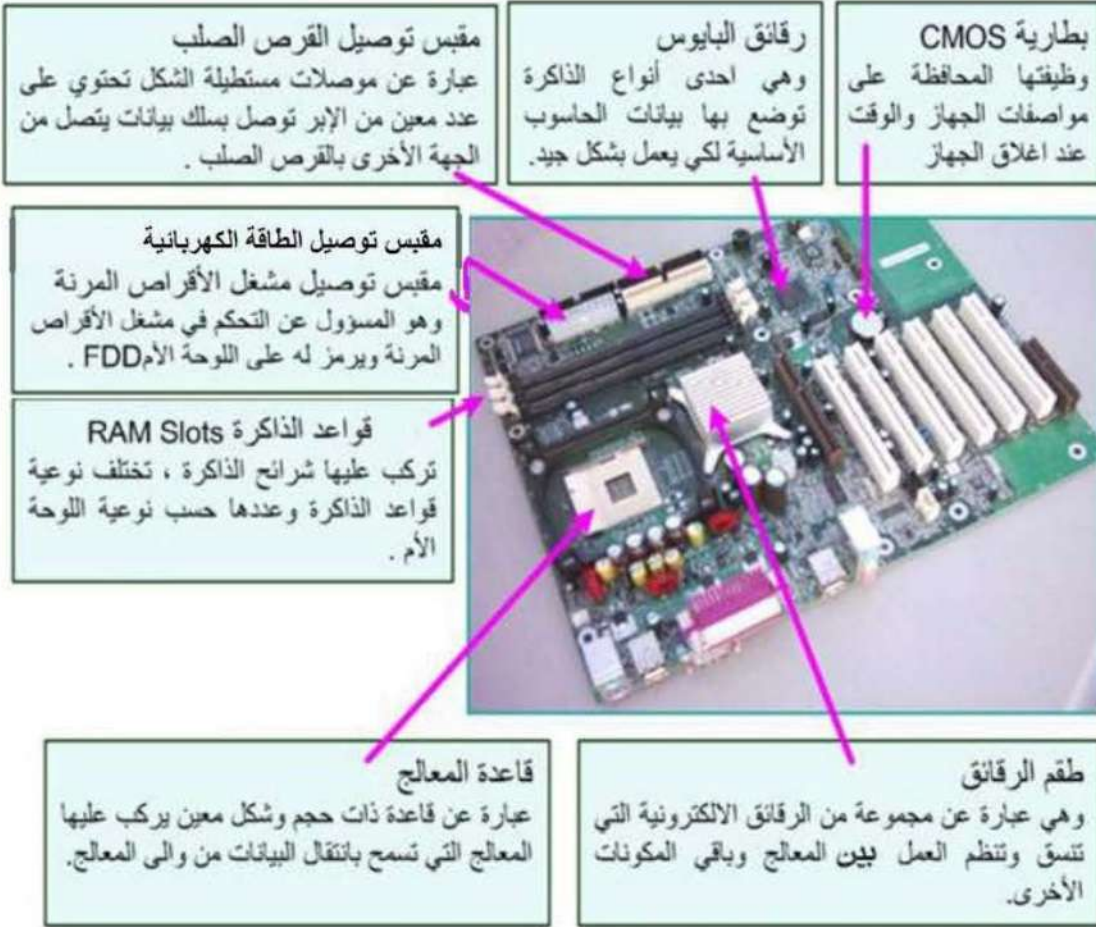 بطارية CMOS
وظيفتها المحافظة على
مواصفات الجهاز والوقت
عند اغلاق الجهاز
رقائق البايوس
وهي احدى أنواع الذاكرة
توضع بها بيانات الحاسوب
الأساسية لكي يعمل بشكل جيد.
مقبس توصيل القرص الصلب
عبارة عن موصلات مستطيلة الشكل تحتوي على
عدد معين من الإبر توصل بسلك بيانات يتصل من
الجهة الأخرى بالقرص الصلب .
مقبس توصيل الطاقة الكهربائية
مقبس توصيل مشغل الأقراص المرنة
وهو المسؤول عن التحكم في مشغل الأقراص
المرنة ويرمز له على اللوحة الأمFDD .
قواعد الذاكرة RAM Slots
تركب عليها شرائح الذاكرة ، تختلف نوعية
قواعد الذاكرة وعددها حسب نوعية اللوحة
الأم .
طقم الرقائق
وهي عبارة عن مجموعة من الرقائق الالكترونية التي
تنسق وتنظم العمل بين المعالج وباقي المكونات
الأخرى.
قاعدة المعالج
عبارة عن قاعدة ذات حجم وشكل معين يركب عليها
المعالج التي تسمح بانتقال البيانات من والى المعالج.